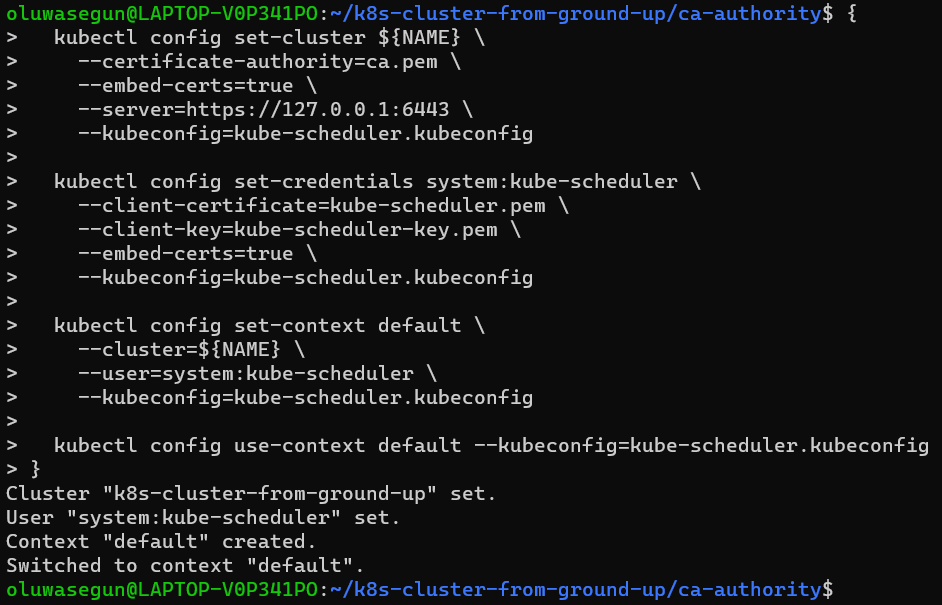 oluwasegun@LAPTOP-V0P341PO:~/k8s-cluster-from-ground-up/ca-authority$ {
>   kubectl config set-cluster ${NAME} \
>     --certificate-authority=ca.pem \
>     --embed-certs=true \
>     --server=https://127.0.0.1:6443 \
>     --kubeconfig=kube-scheduler.kubeconfig
>
>   kubectl config set-credentials system:kube-scheduler \
>     --client-certificate=kube-scheduler.pem \
>     --client-key=kube-scheduler-key.pem \
>     --embed-certs=true \
>     --kubeconfig=kube-scheduler.kubeconfig
>
>   kubectl config set-context default \
>     --cluster=${NAME} \
>     --user=system:kube-scheduler \
>     --kubeconfig=kube-scheduler.kubeconfig
>
>   kubectl config use-context default --kubeconfig=kube-scheduler.kubeconfig
> }
Cluster "k8s-cluster-from-ground-up" set.
User "system:kube-scheduler" set.
Context "default" created.
Switched to context "default".
oluwasegun@LAPTOP-V0P341PO:~/k8s-cluster-from-ground-up/ca-authority$